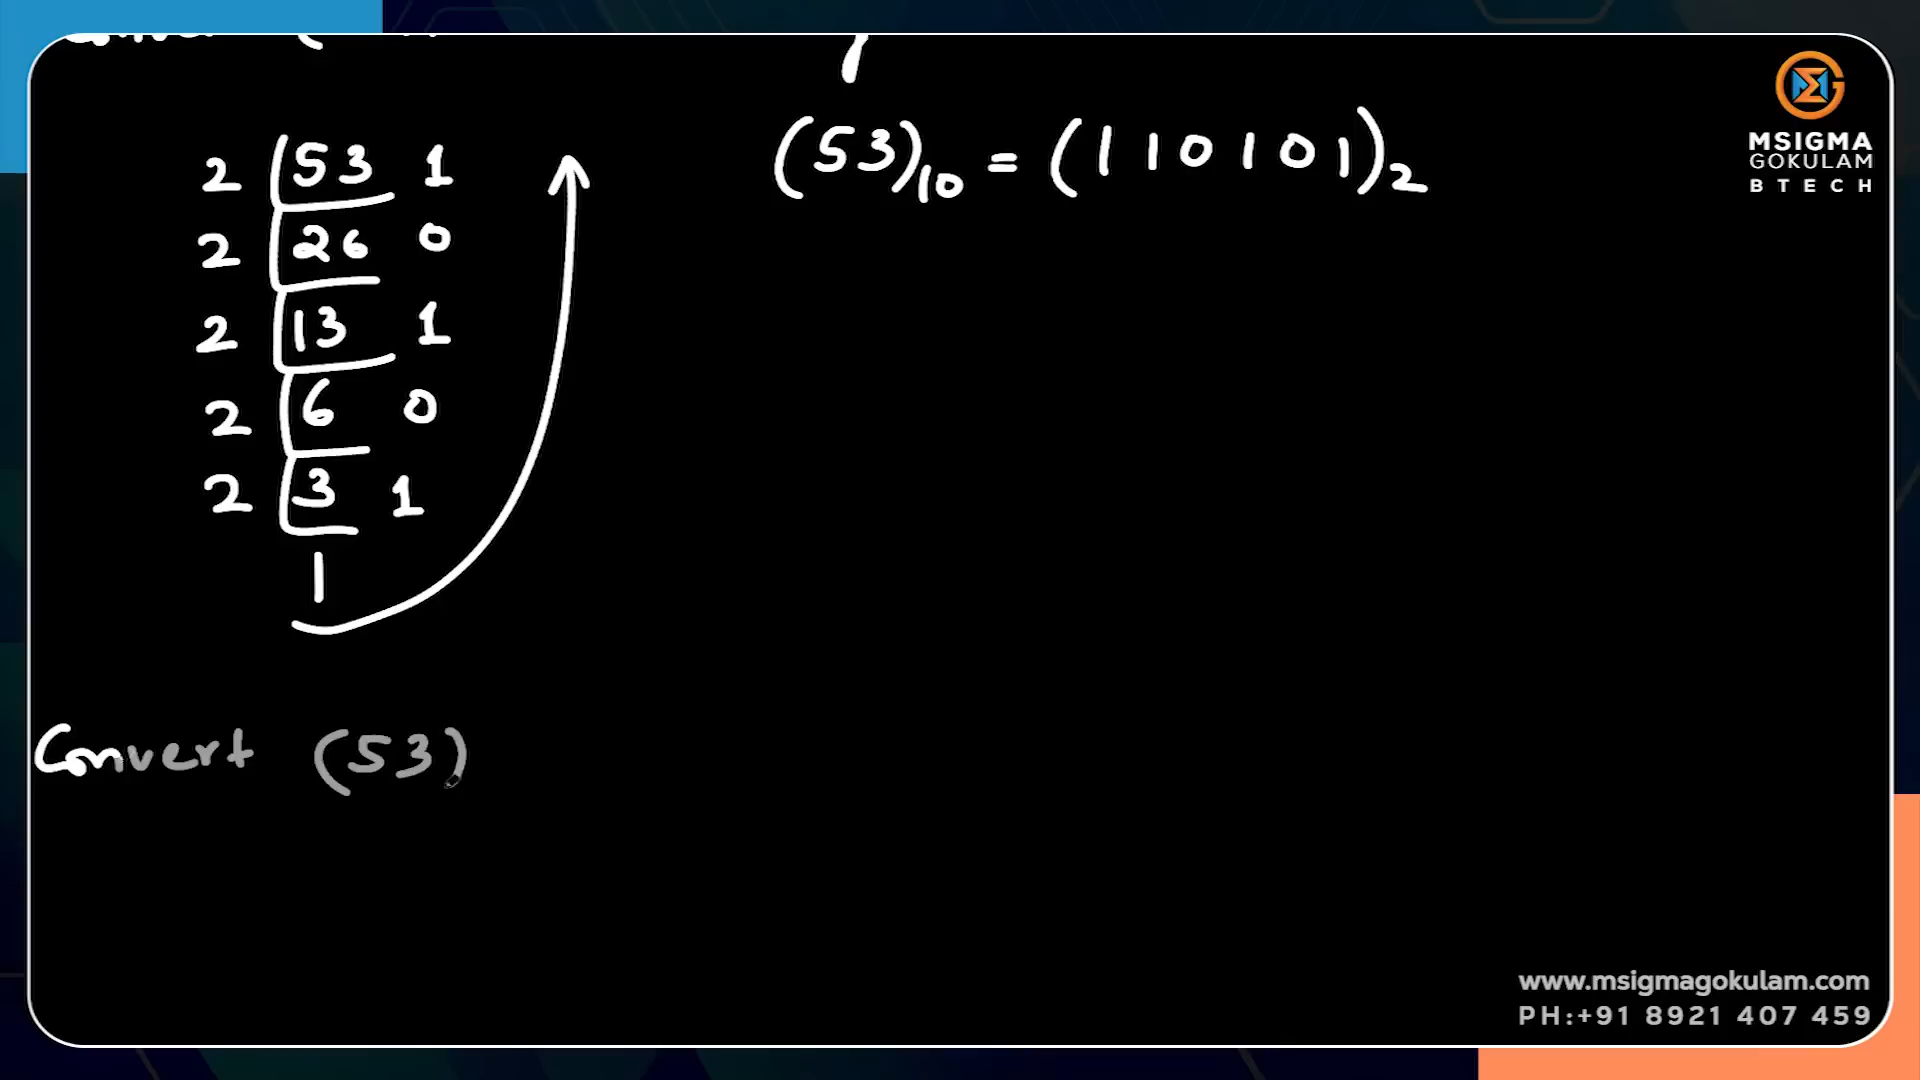 2 53 1
2 26 0
2 13 1
2 6 0
2 3 1
1
(53)₁₀ = (110101)₂
Convert (53)
MSIGMA
GOKULAM
BTECH
www.msigmagokulam.com
PH:+91 8921 407 459